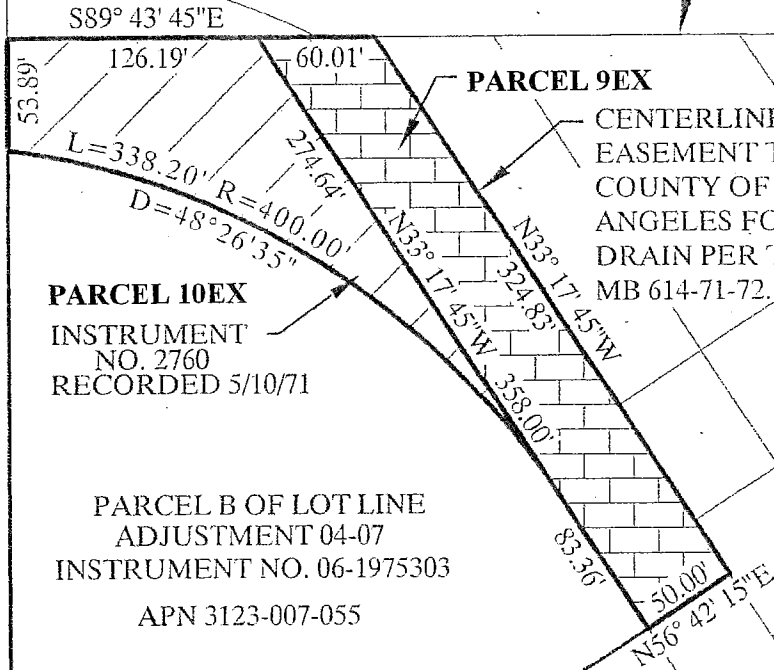 S89° 43' 45"E
126.19'
60.01'
53.89'
PARCEL 9EX
CENTERLINE
EASEMENT T
COUNTY OF
ANGELES FO
DRAIN PER T
MB 614-71-72.
L=338.20' R=400.00'
D=48°26'35"
274.64'
N33° 17' 45"W
358.00'
N33° 17' 45"W
324.83'
PARCEL 10EX
INSTRUMENT
NO. 2760
RECORDED 5/10/71
PARCEL B OF LOT LINE
ADJUSTMENT 04-07
INSTRUMENT NO. 06-1975303
APN 3123-007-055
83.36'
50.00'
N56° 42' 15"E